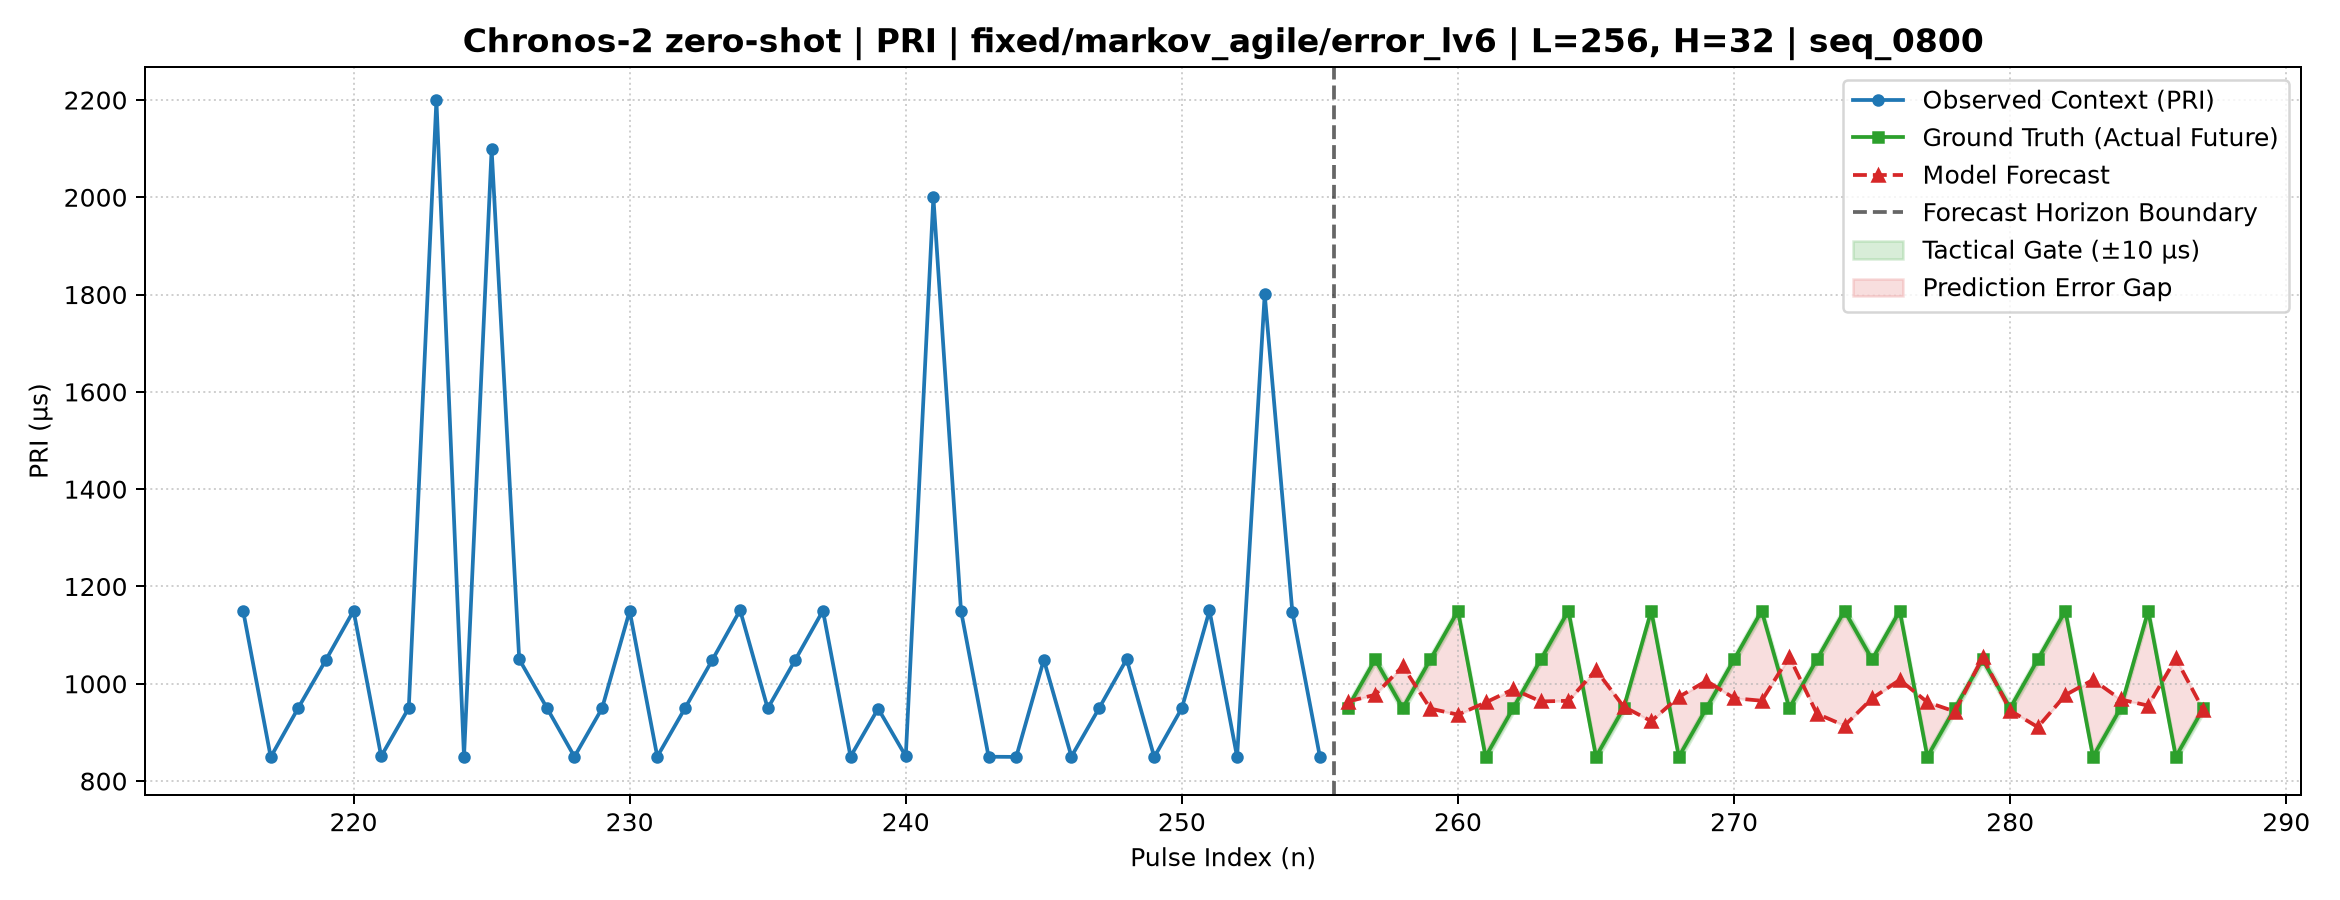 Chronos-2 zero-shot | PRI | fixed/markov_agile/error_lv6 | L=256, H=32 | seq_0800
Observed Context (PRI)
Ground Truth (Actual Future)
Model Forecast
Forecast Horizon Boundary
Tactical Gate (±10 µs)
Prediction Error Gap
PRI (µs)
2200
2000
1800
1600
1400
1200
1000
800
220
230
240
250
260
270
280
290
Pulse Index (n)